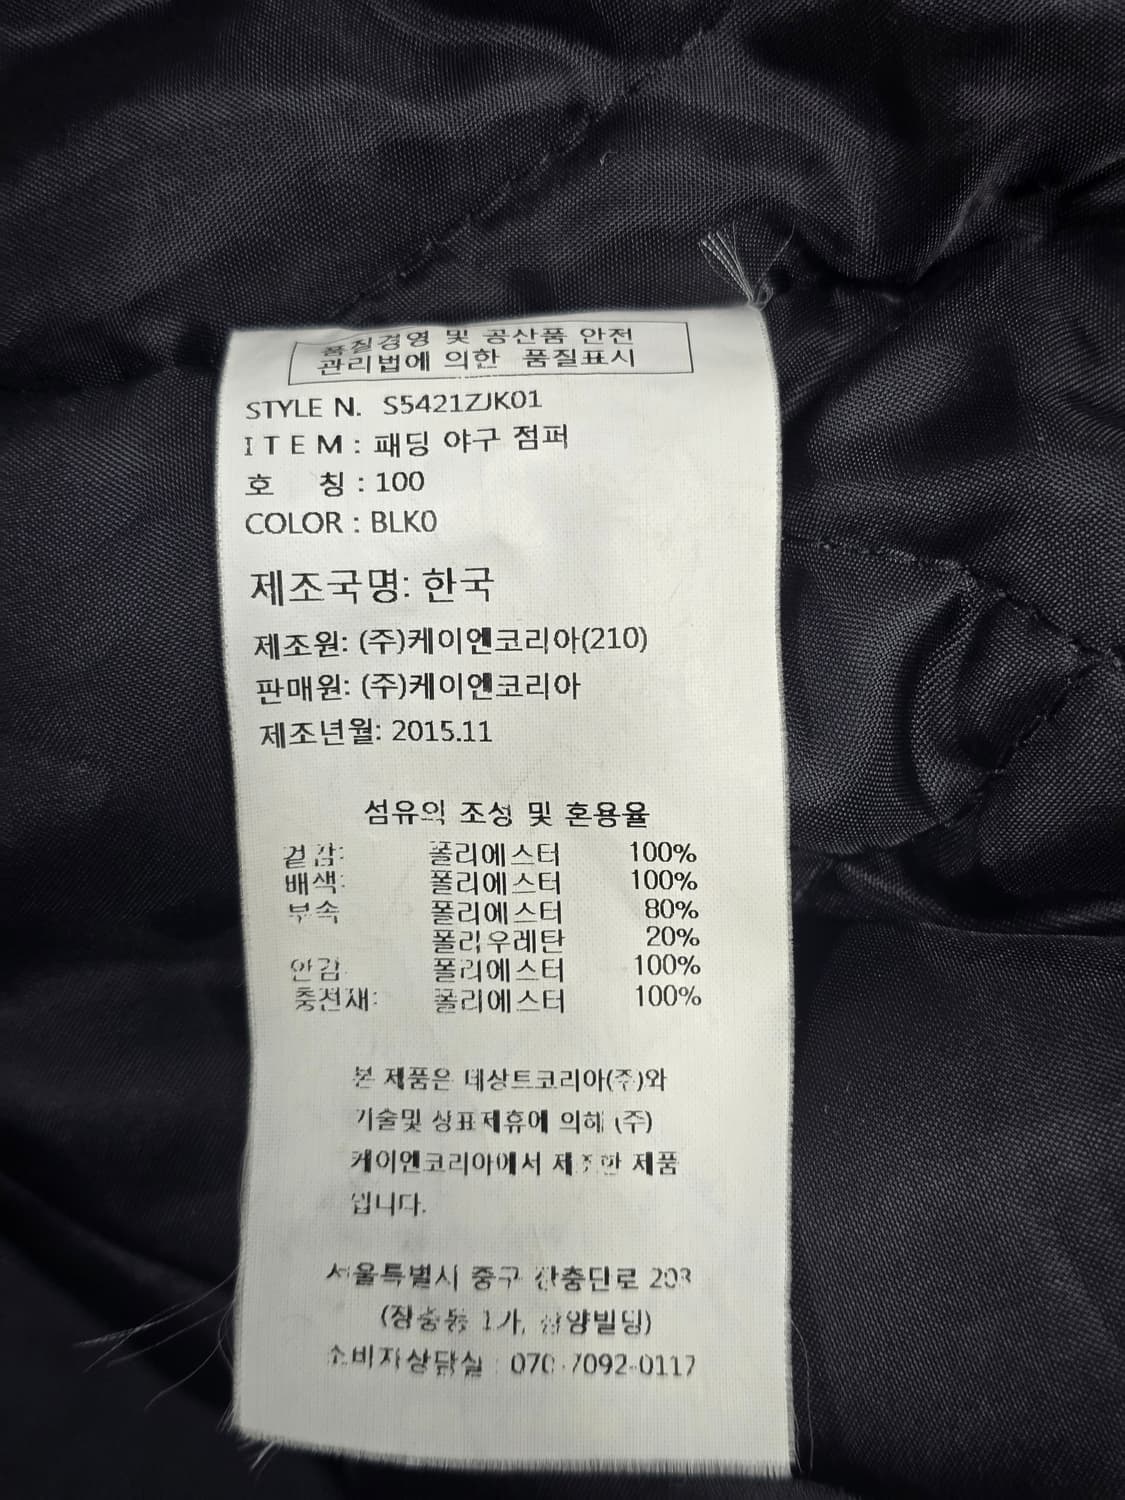 품질경영 및 공산품 안전
관리법에 의한 품질표시
STYLE N. S5421ZJK01
ITEM : 패딩 야구 점퍼
호 칭 : 100
COLOR : BLK0
제조국명: 한국
제조원: (주)케이엔코리아(210)
판매원: (주)케이엔코리아
제조년월: 2015.11
섬유의 조성 및 혼용율
겉감: 폴리에스터 100%
배색: 폴리에스터 100%
부속 폴리에스터 80%
폴리우레탄 20%
안감 폴리에스터 100%
충전재: 폴리에스터 100%
본 제품은 데상트코리아(주)와
기술및 상표제휴에 의해 (주)
케이엔코리아에서 제조한 제품
입니다.
서울특별시 중구 장충단로 203
(장충동 1가, 삼양빌딩)
소비자상담실 : 070-7092-0117